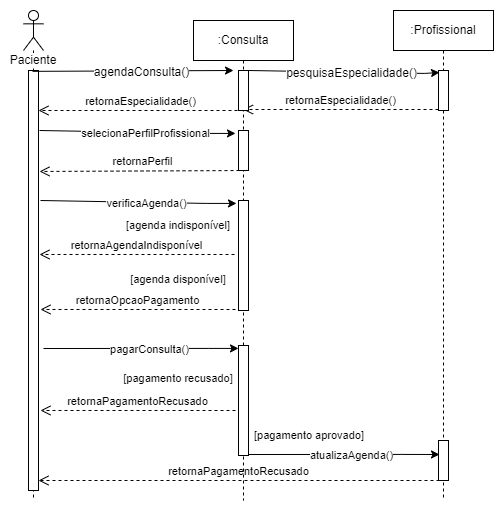 :Consulta
:Profissional
Paciente
agendaConsulta()
pesquisaEspecialidade()
retornaEspecialidade()
retornaEspecialidade()
selecionaPerfilProfissional
retornaPerfil
verificaAgenda()
[agenda indisponível]
retornaAgendaIndisponível
[agenda disponível]
retornaOpcaoPagamento
pagarConsulta()
[pagamento recusado]
retornaPagamentoRecusado
[pagamento aprovado]
atualizaAgenda()
retornaPagamentoRecusado